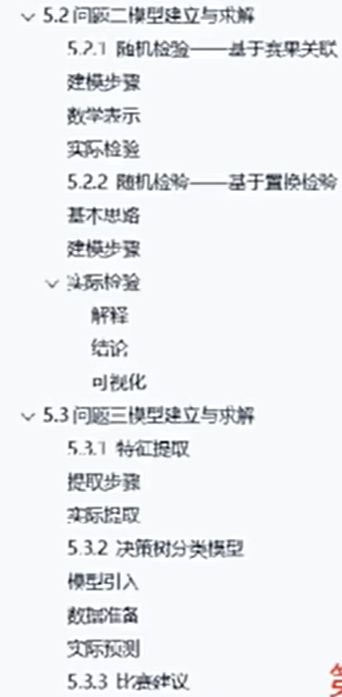 5.2 问题二模型建立与求解
5.2.1 随机检验——基于赛果关联
建模步骤
数学表示
实际检验
5.2.2 随机检验——基于置换检验
基本思路
建模步骤
实际检验
解释
结论
可视化
5.3 问题三模型建立与求解
5.3.1 特征提取
提取步骤
实际提取
5.3.2 决策树分类模型
模型引入
数据准备
实际预测
5.3.3 比赛建议